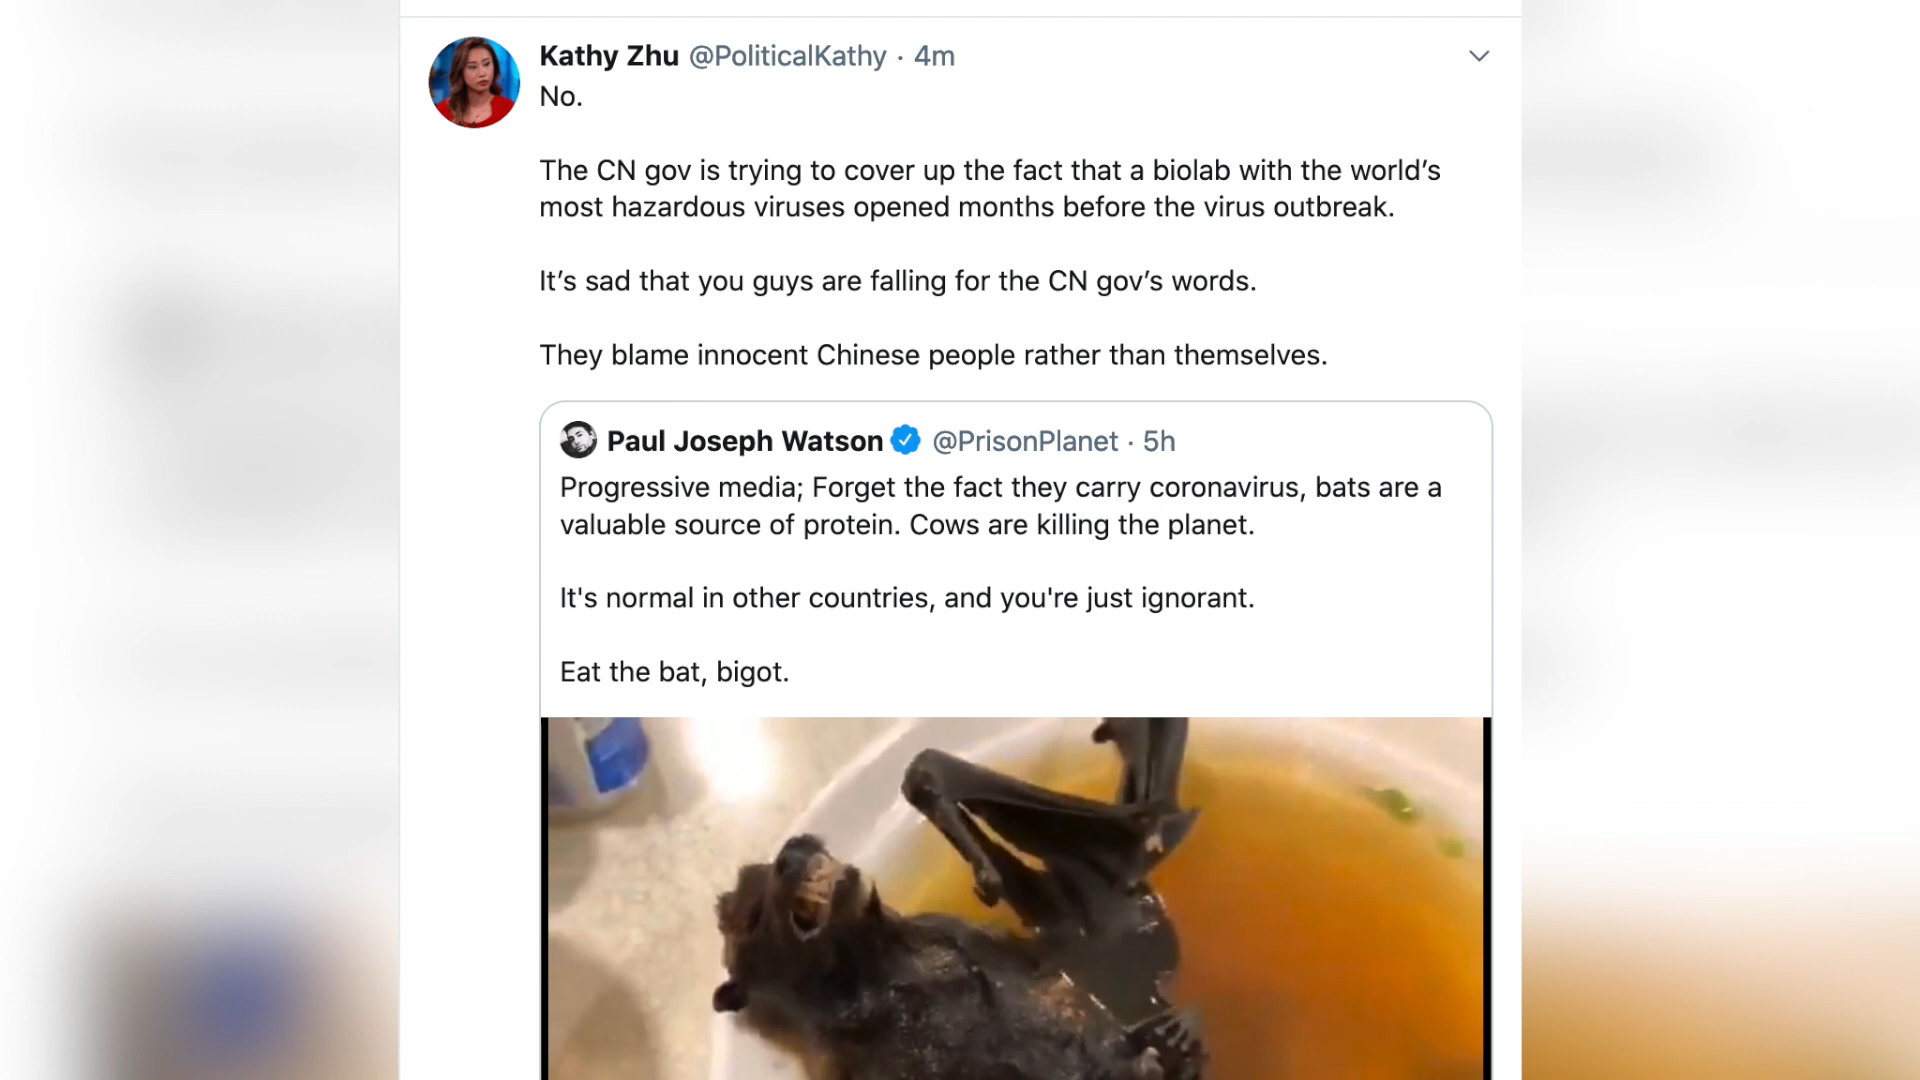 Kathy Zhu @PoliticalKathy · 4m
No.
The CN gov is trying to cover up the fact that a biolab with the world’s
most hazardous viruses opened months before the virus outbreak.
It’s sad that you guys are falling for the CN gov’s words.
They blame innocent Chinese people rather than themselves.
Paul Joseph Watson @PrisonPlanet · 5h
Progressive media; Forget the fact they carry coronavirus, bats are a
valuable source of protein. Cows are killing the planet.
It's normal in other countries, and you're just ignorant.
Eat the bat, bigot.